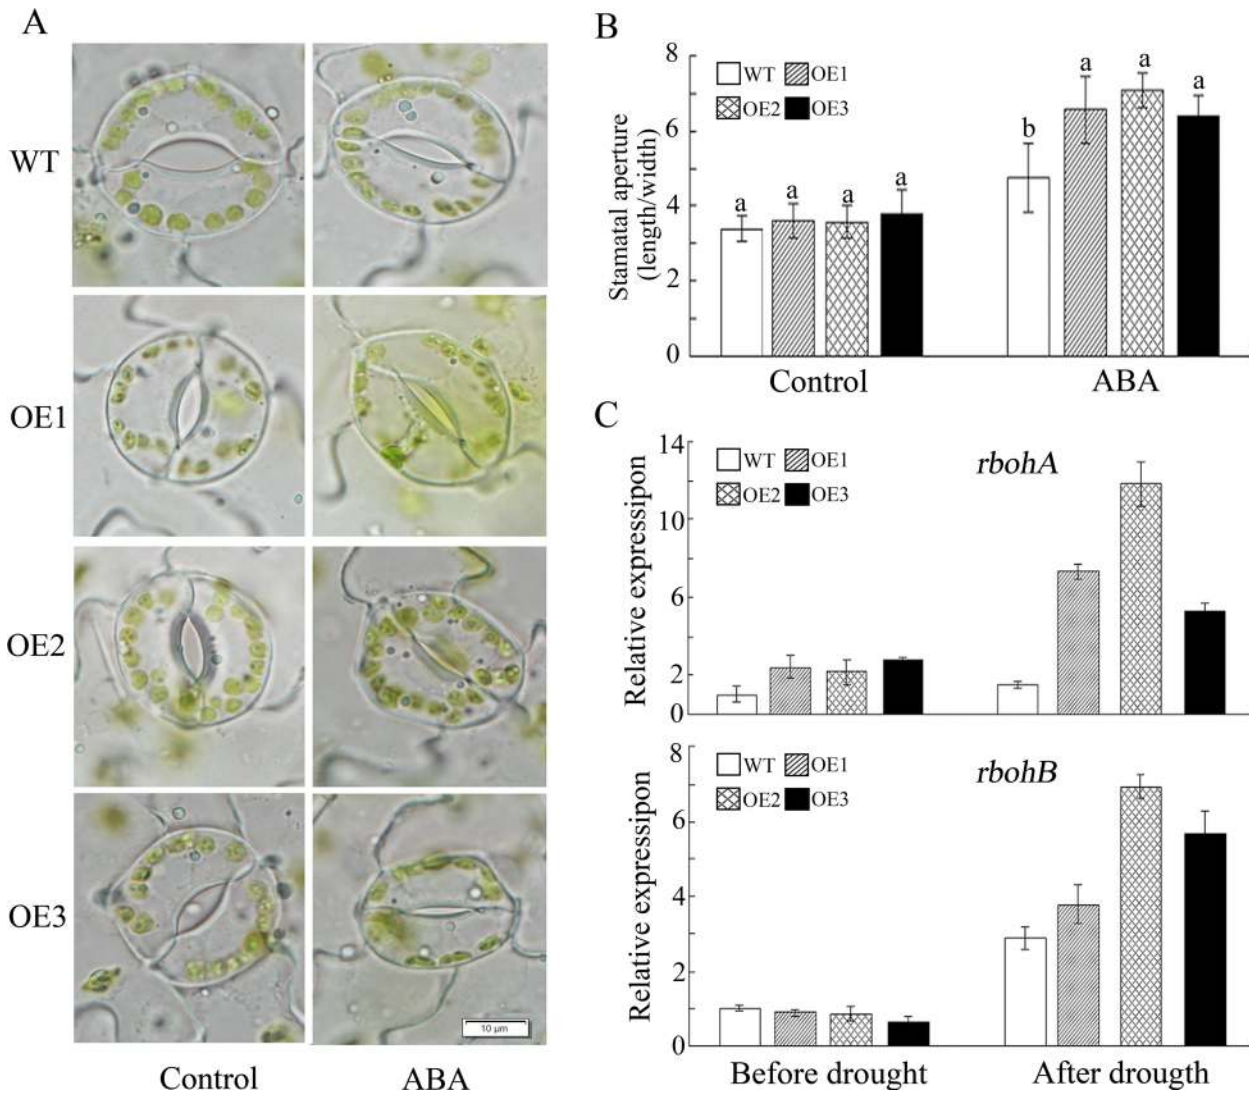 A
WT
OE1
OE2
OE3
10 µm
Control ABA
B
Stamatal aperture
(length/width)
8
6
4
2
0
WT OE1
OE2 OE3
a a a a
b a a a
Control ABA
C
Relative expressipon
14
10
6
2
0
WT OE1
OE2 OE3
rbohA
Relative expressipon
8
6
4
2
0
WT OE1
OE2 OE3
rbohB
Before drought After drougth